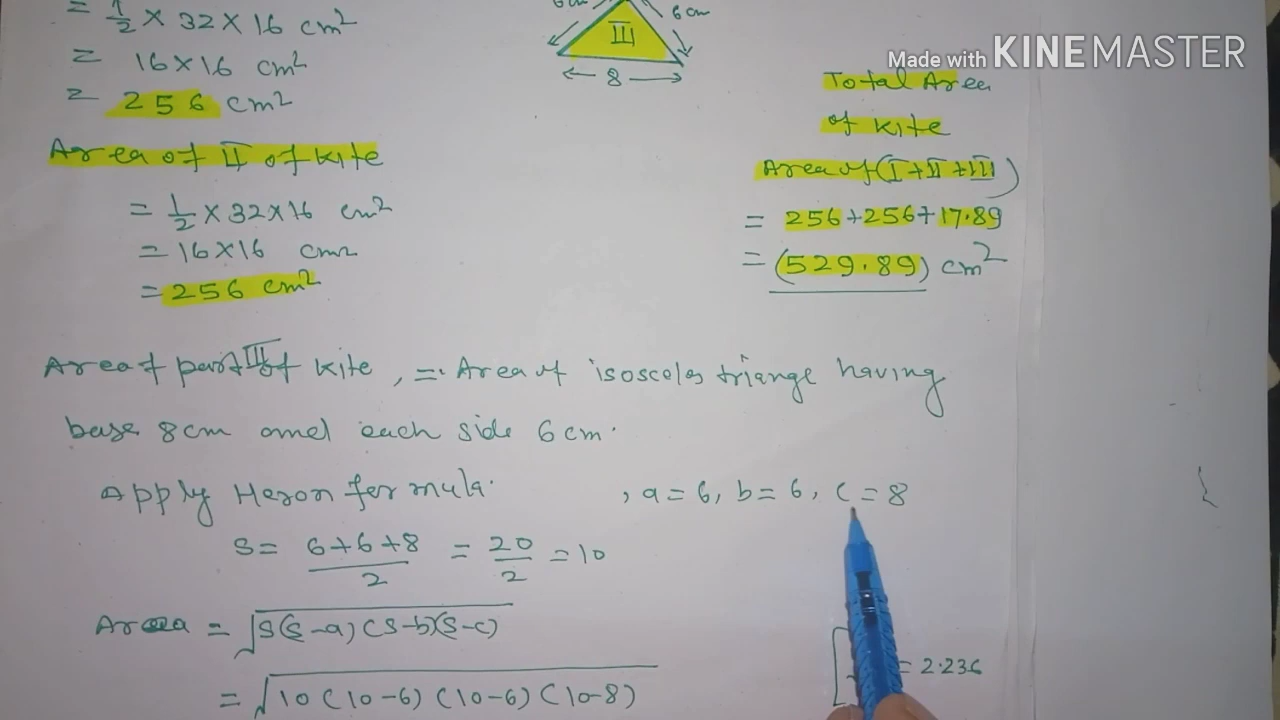 = 1/2 × 32 × 16 cm²
= 16×16 cm²
= 256 cm²
Area of II of kite
= 1/2 × 32×16 cm²
= 16×16 cm²
= 256 cm²
6cm
III
8
Made with KINEMASTER
Total Area
of kite
Area of (I+II+III)
= 256+256+17.89
= (529.89) cm²
Area of part III of kite, = Area of isosceles triangle having
base 8cm and each side 6cm.
Apply Heron formula. , a=6, b=6, c=8
S= 6+6+8/2 = 20/2 =10
Area = √S(S-a)(S-b)(S-c)
= √10(10-6)(10-6)(10-8)
= 2.236